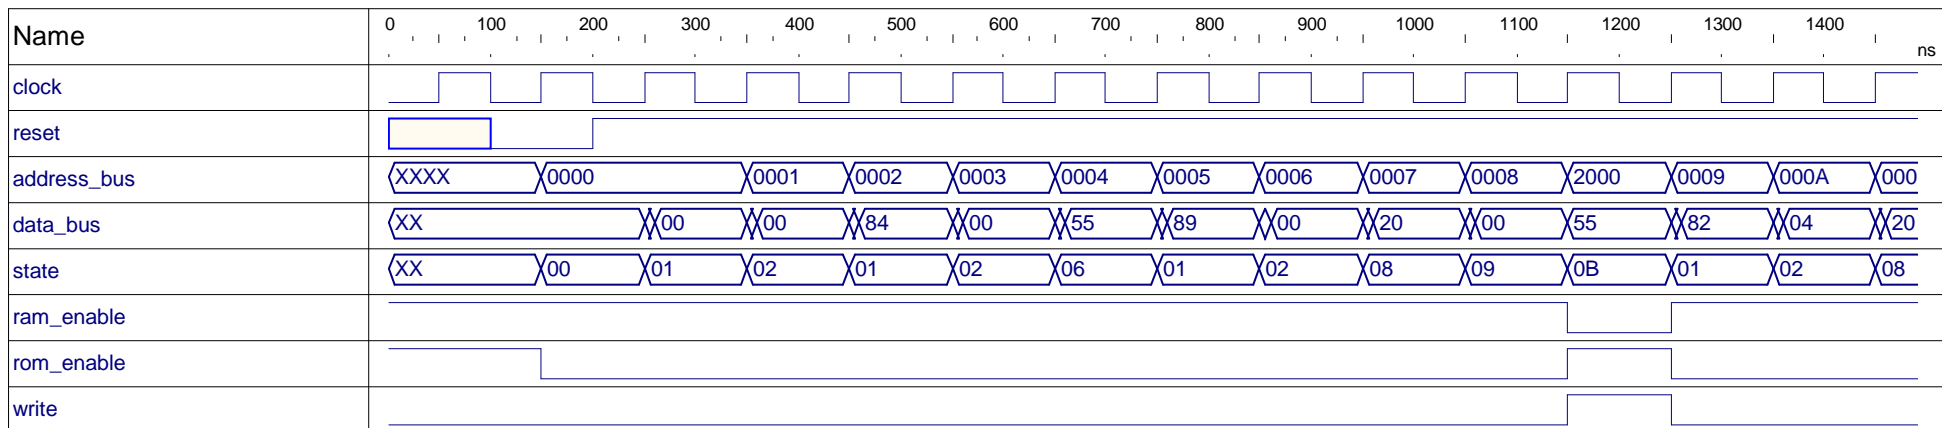 Name 0 100 200 300 400 500 600 700 800 900 1000 1100 1200 1300 1400 ns
clock
reset
address_bus XXXX 0000 0001 0002 0003 0004 0005 0006 0007 0008 2000 0009 000A 000
data_bus XX 00 00 84 00 55 89 00 20 00 55 82 04 20
state XX 00 01 02 01 02 06 01 02 08 09 0B 01 02 08
ram_enable
rom_enable
write